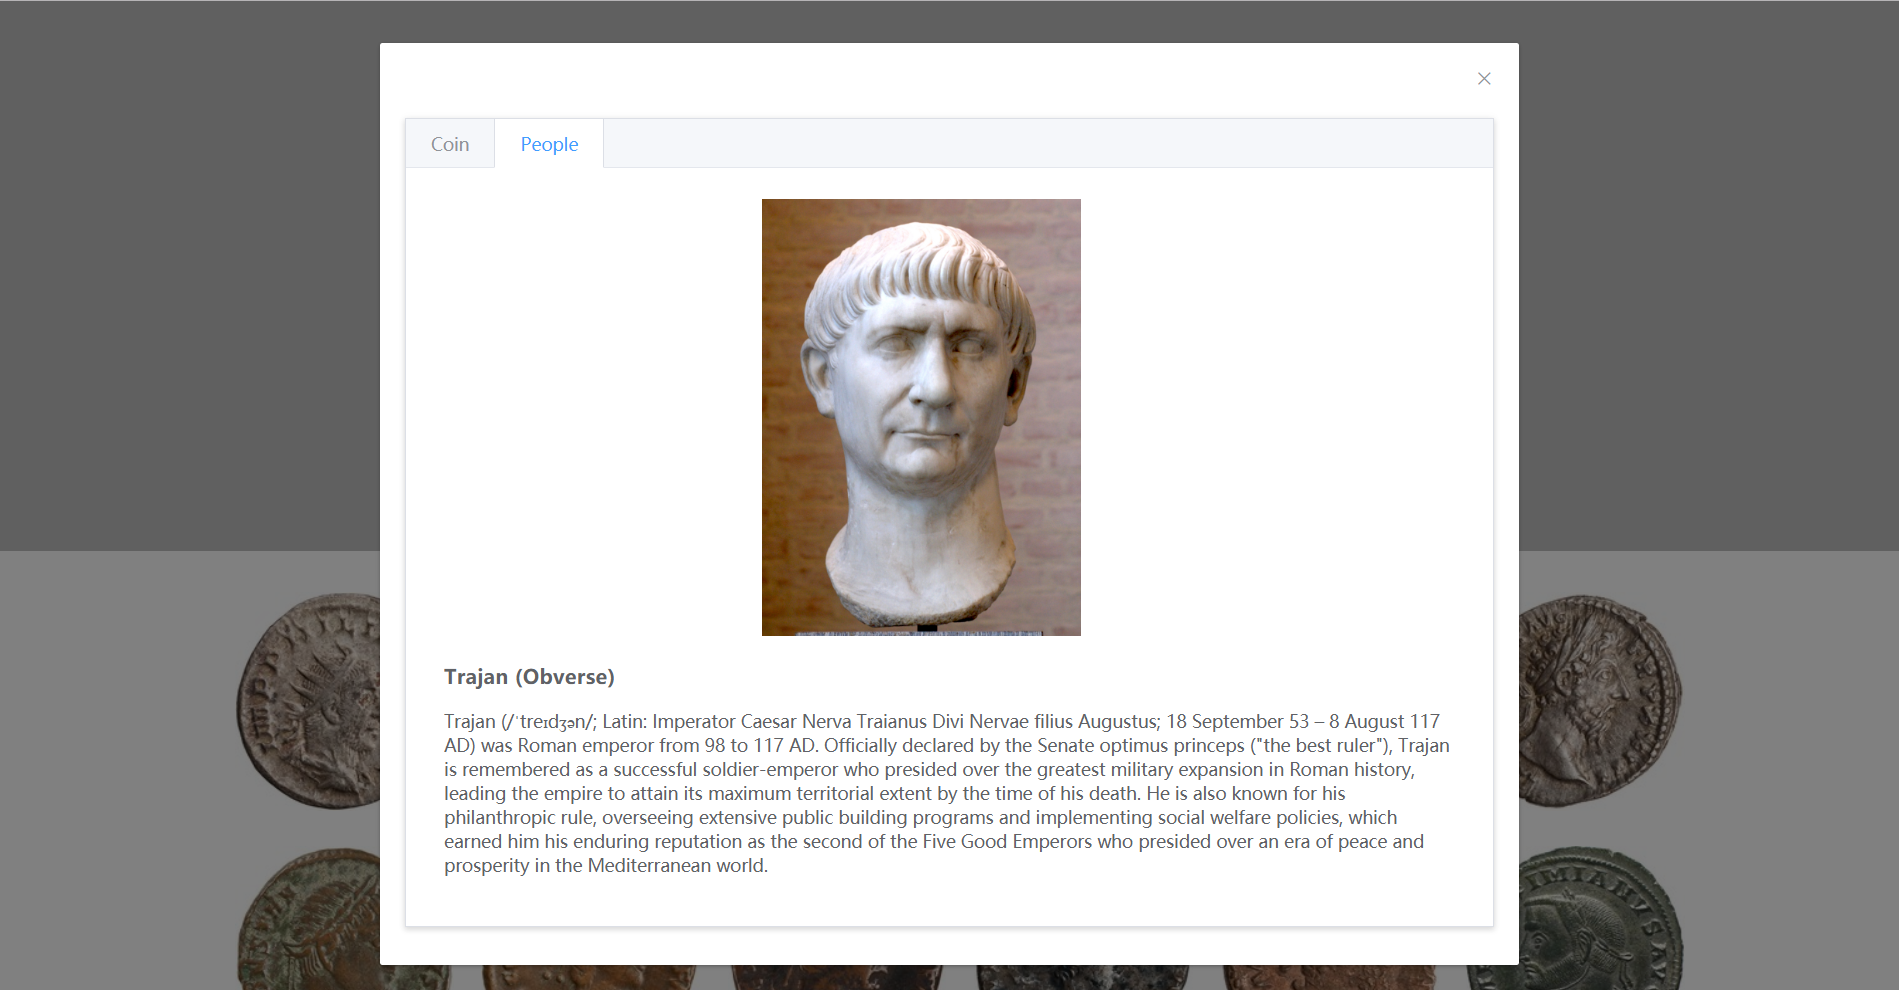 Coin
People
Trajan (Obverse)
Trajan (/ˈtreɪdʒən/; Latin: Imperator Caesar Nerva Traianus Divi Nervae filius Augustus; 18 September 53 – 8 August 117
AD) was Roman emperor from 98 to 117 AD. Officially declared by the Senate optimus princeps ("the best ruler"), Trajan
is remembered as a successful soldier-emperor who presided over the greatest military expansion in Roman history,
leading the empire to attain its maximum territorial extent by the time of his death. He is also known for his
philanthropic rule, overseeing extensive public building programs and implementing social welfare policies, which
earned him his enduring reputation as the second of the Five Good Emperors who presided over an era of peace and
prosperity in the Mediterranean world.